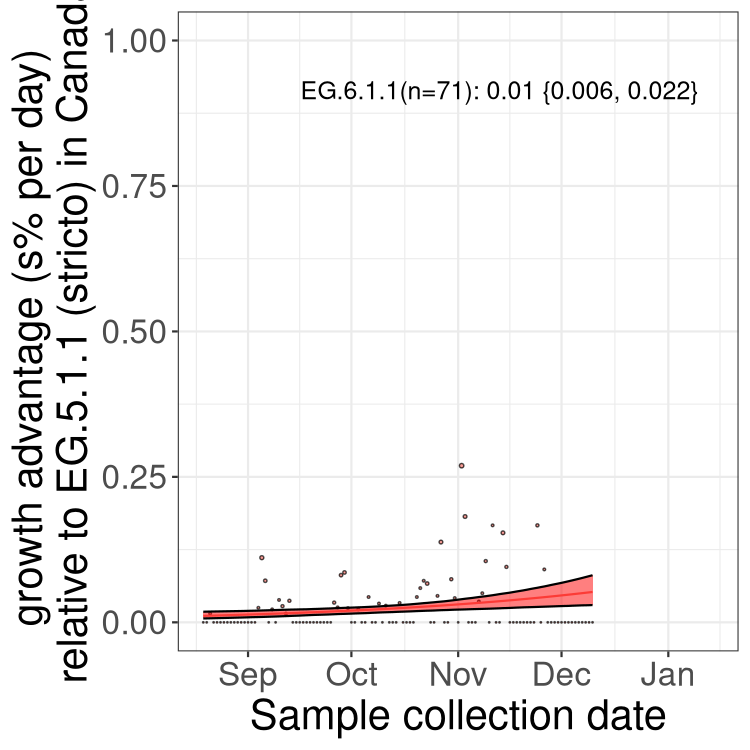 growth advantage (s% per day)
relative to EG.5.1.1 (stricto) in Canada
1.00
0.75
0.50
0.25
0.00
EG.6.1.1(n=71): 0.01 {0.006, 0.022}
Sep Oct Nov Dec Jan
Sample collection date